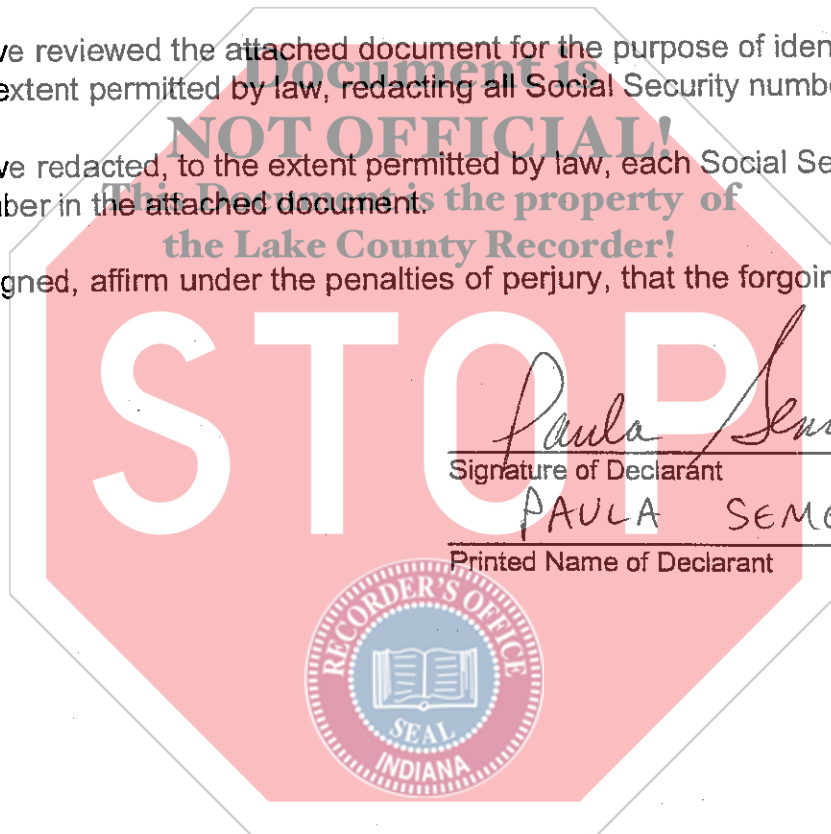 ve reviewed the attached document for the purpose of iden
Document is
extent permitted by law, redacting all Social Security numbe
NOT OFFICIAL!
ve redacted, to the extent permitted by law, each Social Se
This Document is the property of
ber in the attached document.
the Lake County Recorder!
gned, affirm under the penalties of perjury, that the forgoin
STOP
Paula Sem
Signature of Declarant
PAULA SEME
Printed Name of Declarant
RECORDER'S OFFICE
SEAL
INDIANA